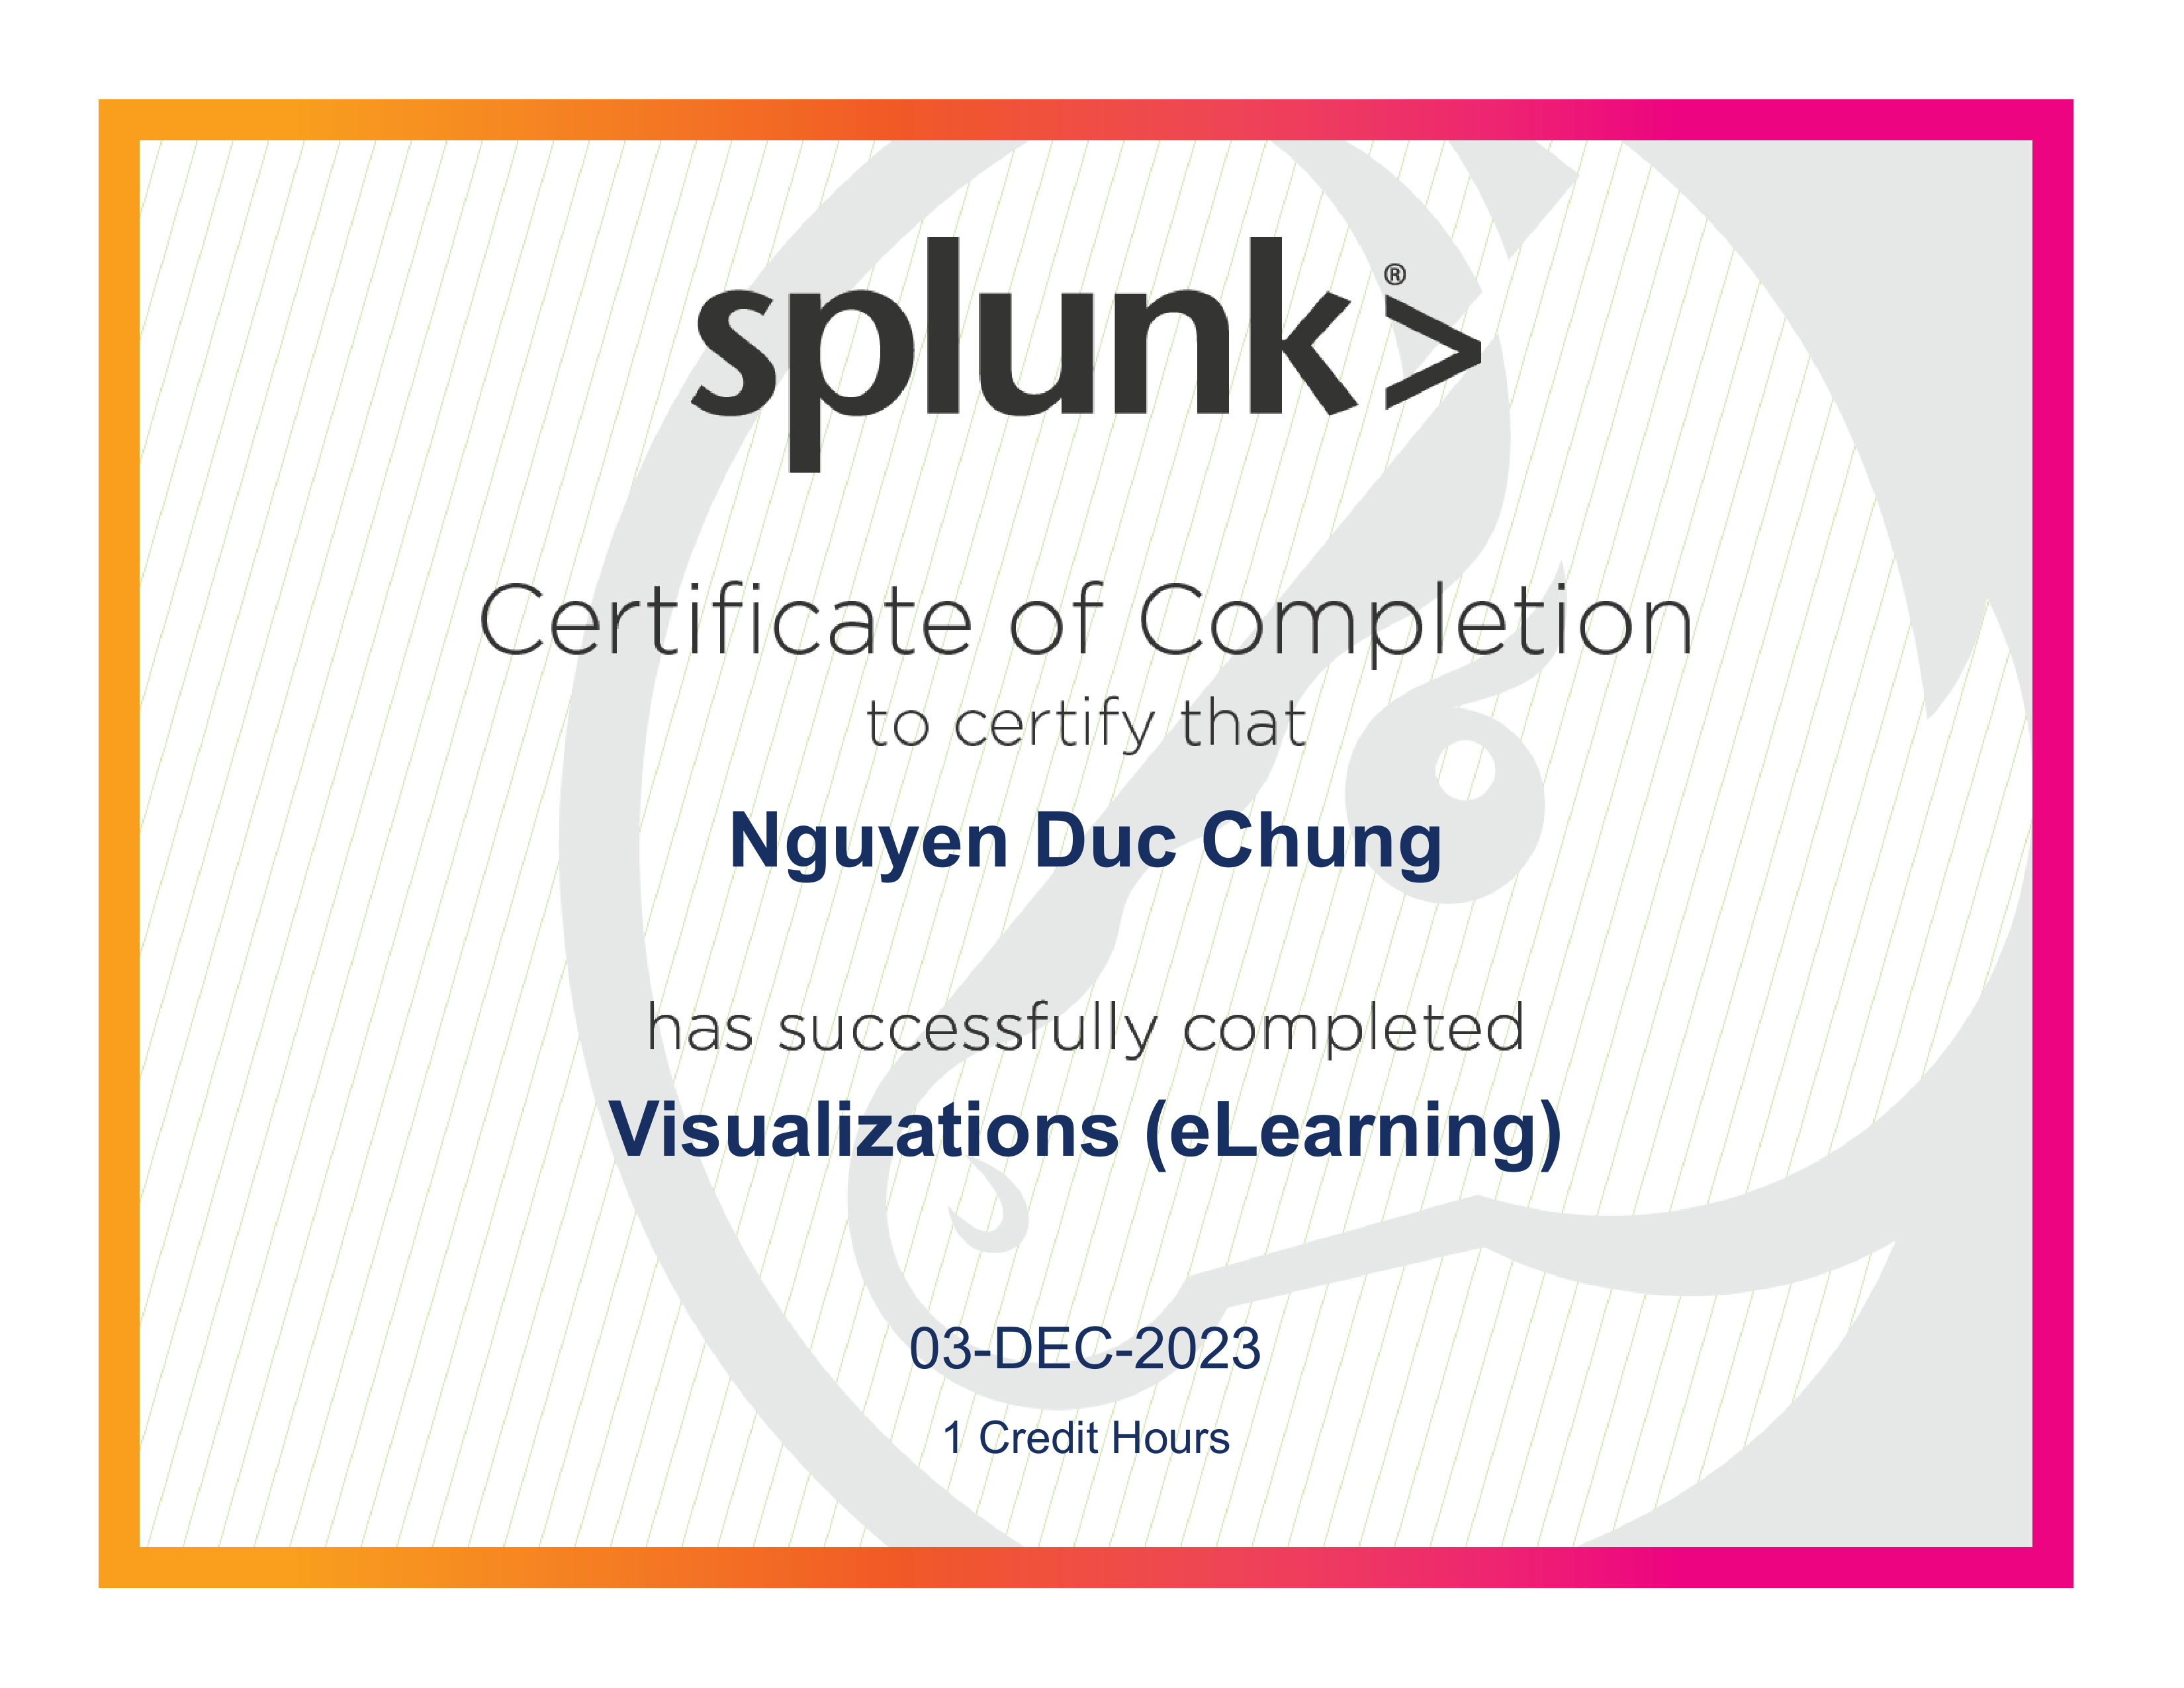 splunk>®
Certificate of Completion
to certify that
Nguyen Duc Chung
has successfully completed
Visualizations (eLearning)
03-DEC-2023
1 Credit Hours